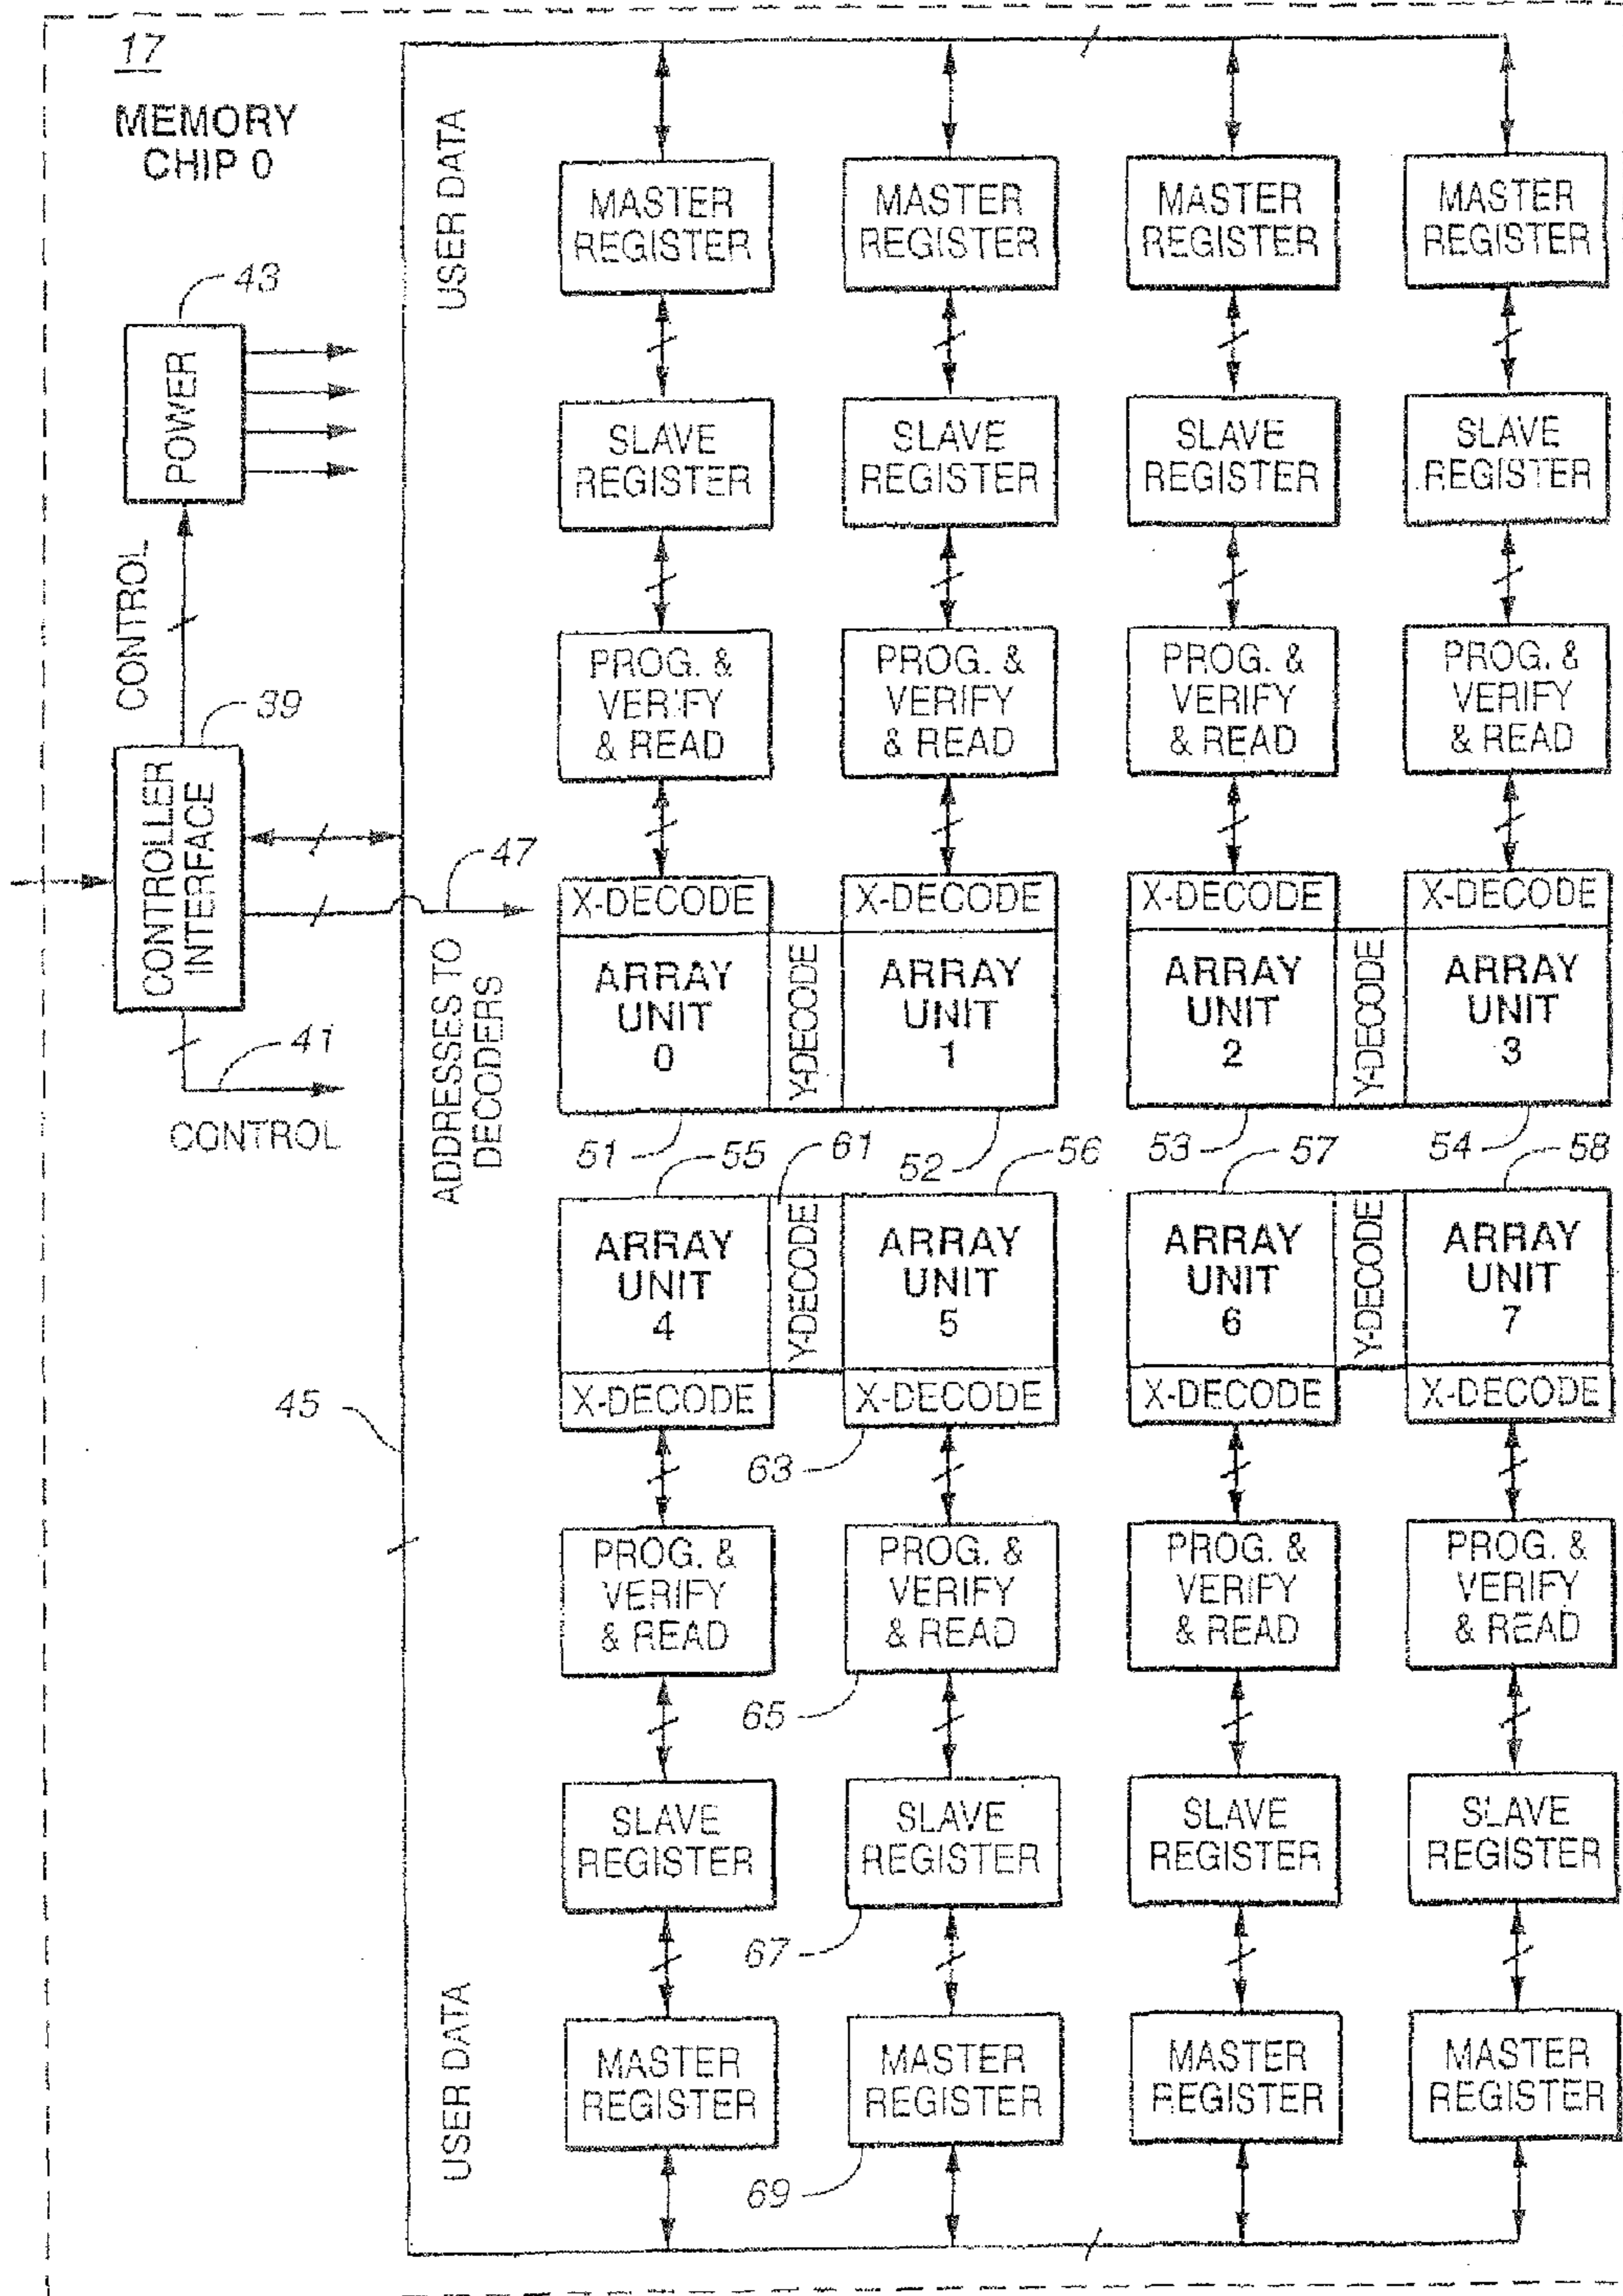 17
MEMORY
CHIP 0
USER DATA
MASTER
REGISTER
MASTER
REGISTER
MASTER
REGISTER
MASTER
REGISTER
43
POWER
SLAVE
REGISTER
SLAVE
REGISTER
SLAVE
REGISTER
SLAVE
REGISTER
CONTROL
PROG. &
VERIFY
& READ
PROG. &
VERIFY
& READ
PROG. &
VERIFY
& READ
PROG. &
VERIFY
& READ
39
CONTROLLER
INTERFACE
47
X-DECODE
X-DECODE
X-DECODE
X-DECODE
ADDRESSES TO
DECODERS
ARRAY
UNIT
0
Y-DECODE
ARRAY
UNIT
1
ARRAY
UNIT
2
Y-DECODE
ARRAY
UNIT
3
41
CONTROL
51
55
61
52
56
53
57
54
58
ARRAY
UNIT
4
Y-DECODE
ARRAY
UNIT
5
ARRAY
UNIT
6
Y-DECODE
ARRAY
UNIT
7
X-DECODE
X-DECODE
X-DECODE
X-DECODE
45
63
PROG. &
VERIFY
& READ
PROG. &
VERIFY
& READ
PROG. &
VERIFY
& READ
PROG. &
VERIFY
& READ
65
SLAVE
REGISTER
SLAVE
REGISTER
SLAVE
REGISTER
SLAVE
REGISTER
67
USER DATA
MASTER
REGISTER
MASTER
REGISTER
MASTER
REGISTER
MASTER
REGISTER
69